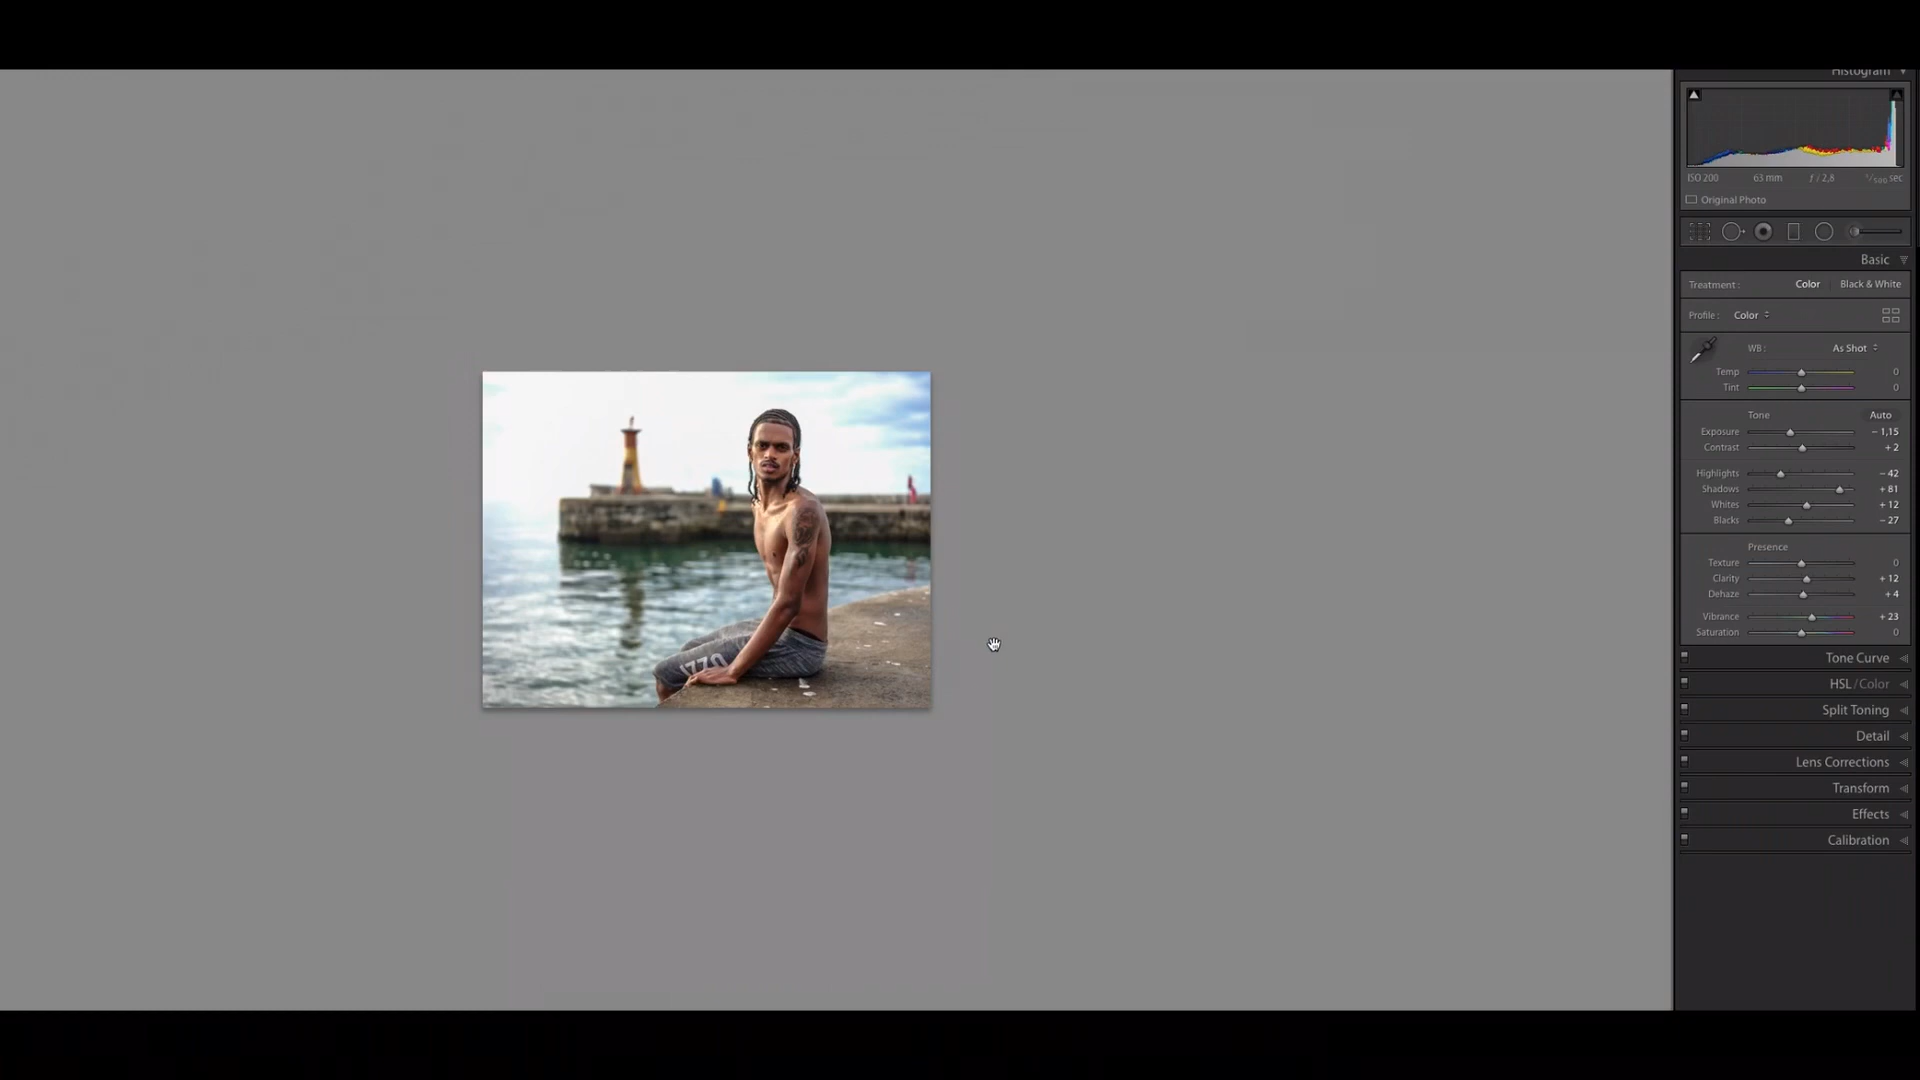 Histogram
ISO 200 63 mm ƒ / 2,8 1/500 sec
Original Photo
Basic
Treatment : Color Black & White
Profile : Color
WB : As Shot
Temp 0
Tint 0
Tone Auto
Exposure − 1,15
Contrast + 2
Highlights − 42
Shadows + 81
Whites + 12
Blacks − 27
Presence
Texture 0
Clarity + 12
Dehaze + 4
Vibrance + 23
Saturation 0
Tone Curve
HSL / Color
Split Toning
Detail
Lens Corrections
Transform
Effects
Calibration